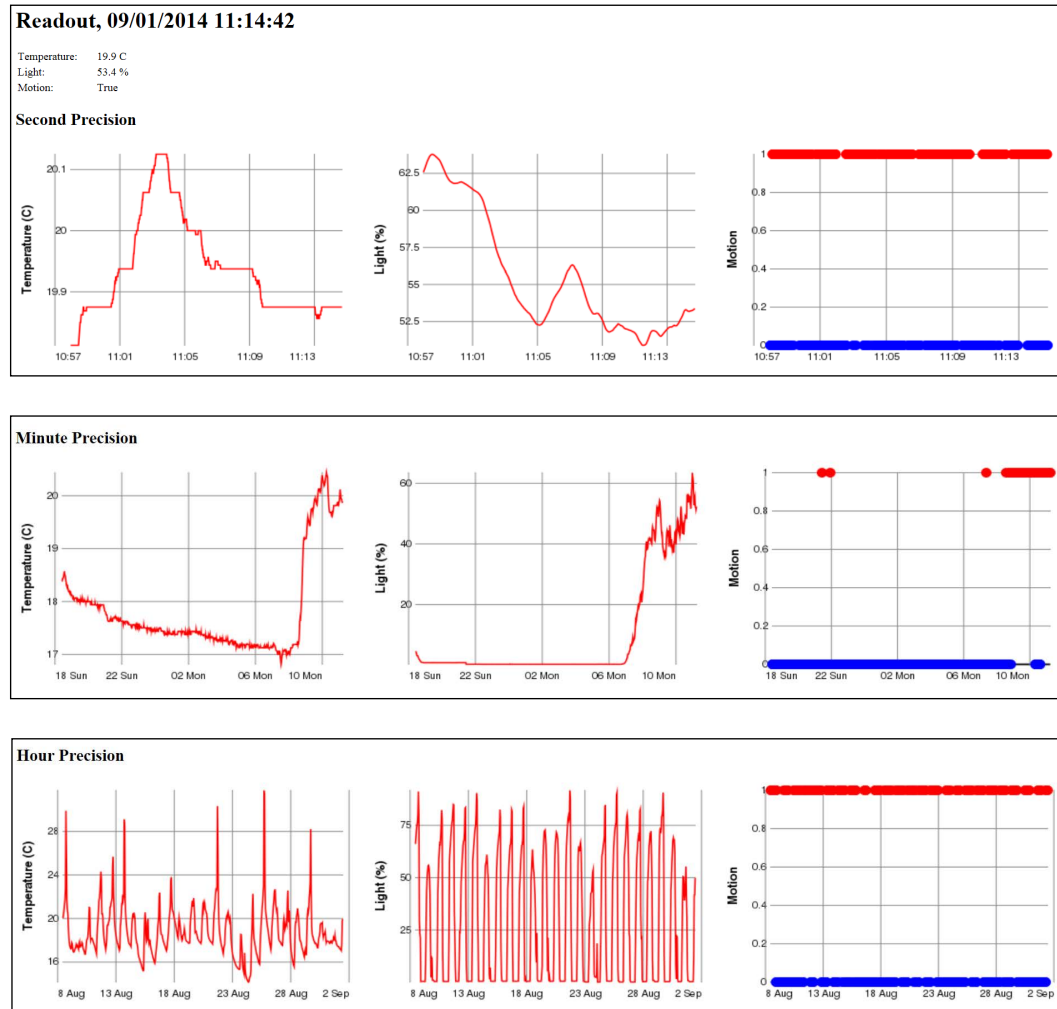 Readout, 09/01/2014 11:14:42
Temperature: 19.9 C
Light: 53.4 %
Motion: True
Second Precision
Temperature (C)
20.1
20
19.9
10:57 11:01 11:05 11:09 11:13
Light (%)
62.5
60
57.5
55
52.5
10:57 11:01 11:05 11:09 11:13
Motion
1
0.8
0.6
0.4
0.2
0
10:57 11:01 11:05 11:09 11:13
Minute Precision
Temperature (C)
20
19
18
17
18 Sun 22 Sun 02 Mon 06 Mon 10 Mon
Light (%)
60
40
20
18 Sun 22 Sun 02 Mon 06 Mon 10 Mon
Motion
1
0.8
0.6
0.4
0.2
0
18 Sun 22 Sun 02 Mon 06 Mon 10 Mon
Hour Precision
Temperature (C)
28
24
20
16
8 Aug 13 Aug 18 Aug 23 Aug 28 Aug 2 Sep
Light (%)
75
50
25
8 Aug 13 Aug 18 Aug 23 Aug 28 Aug 2 Sep
Motion
1
0.8
0.6
0.4
0.2
0
8 Aug 13 Aug 18 Aug 23 Aug 28 Aug 2 Sep